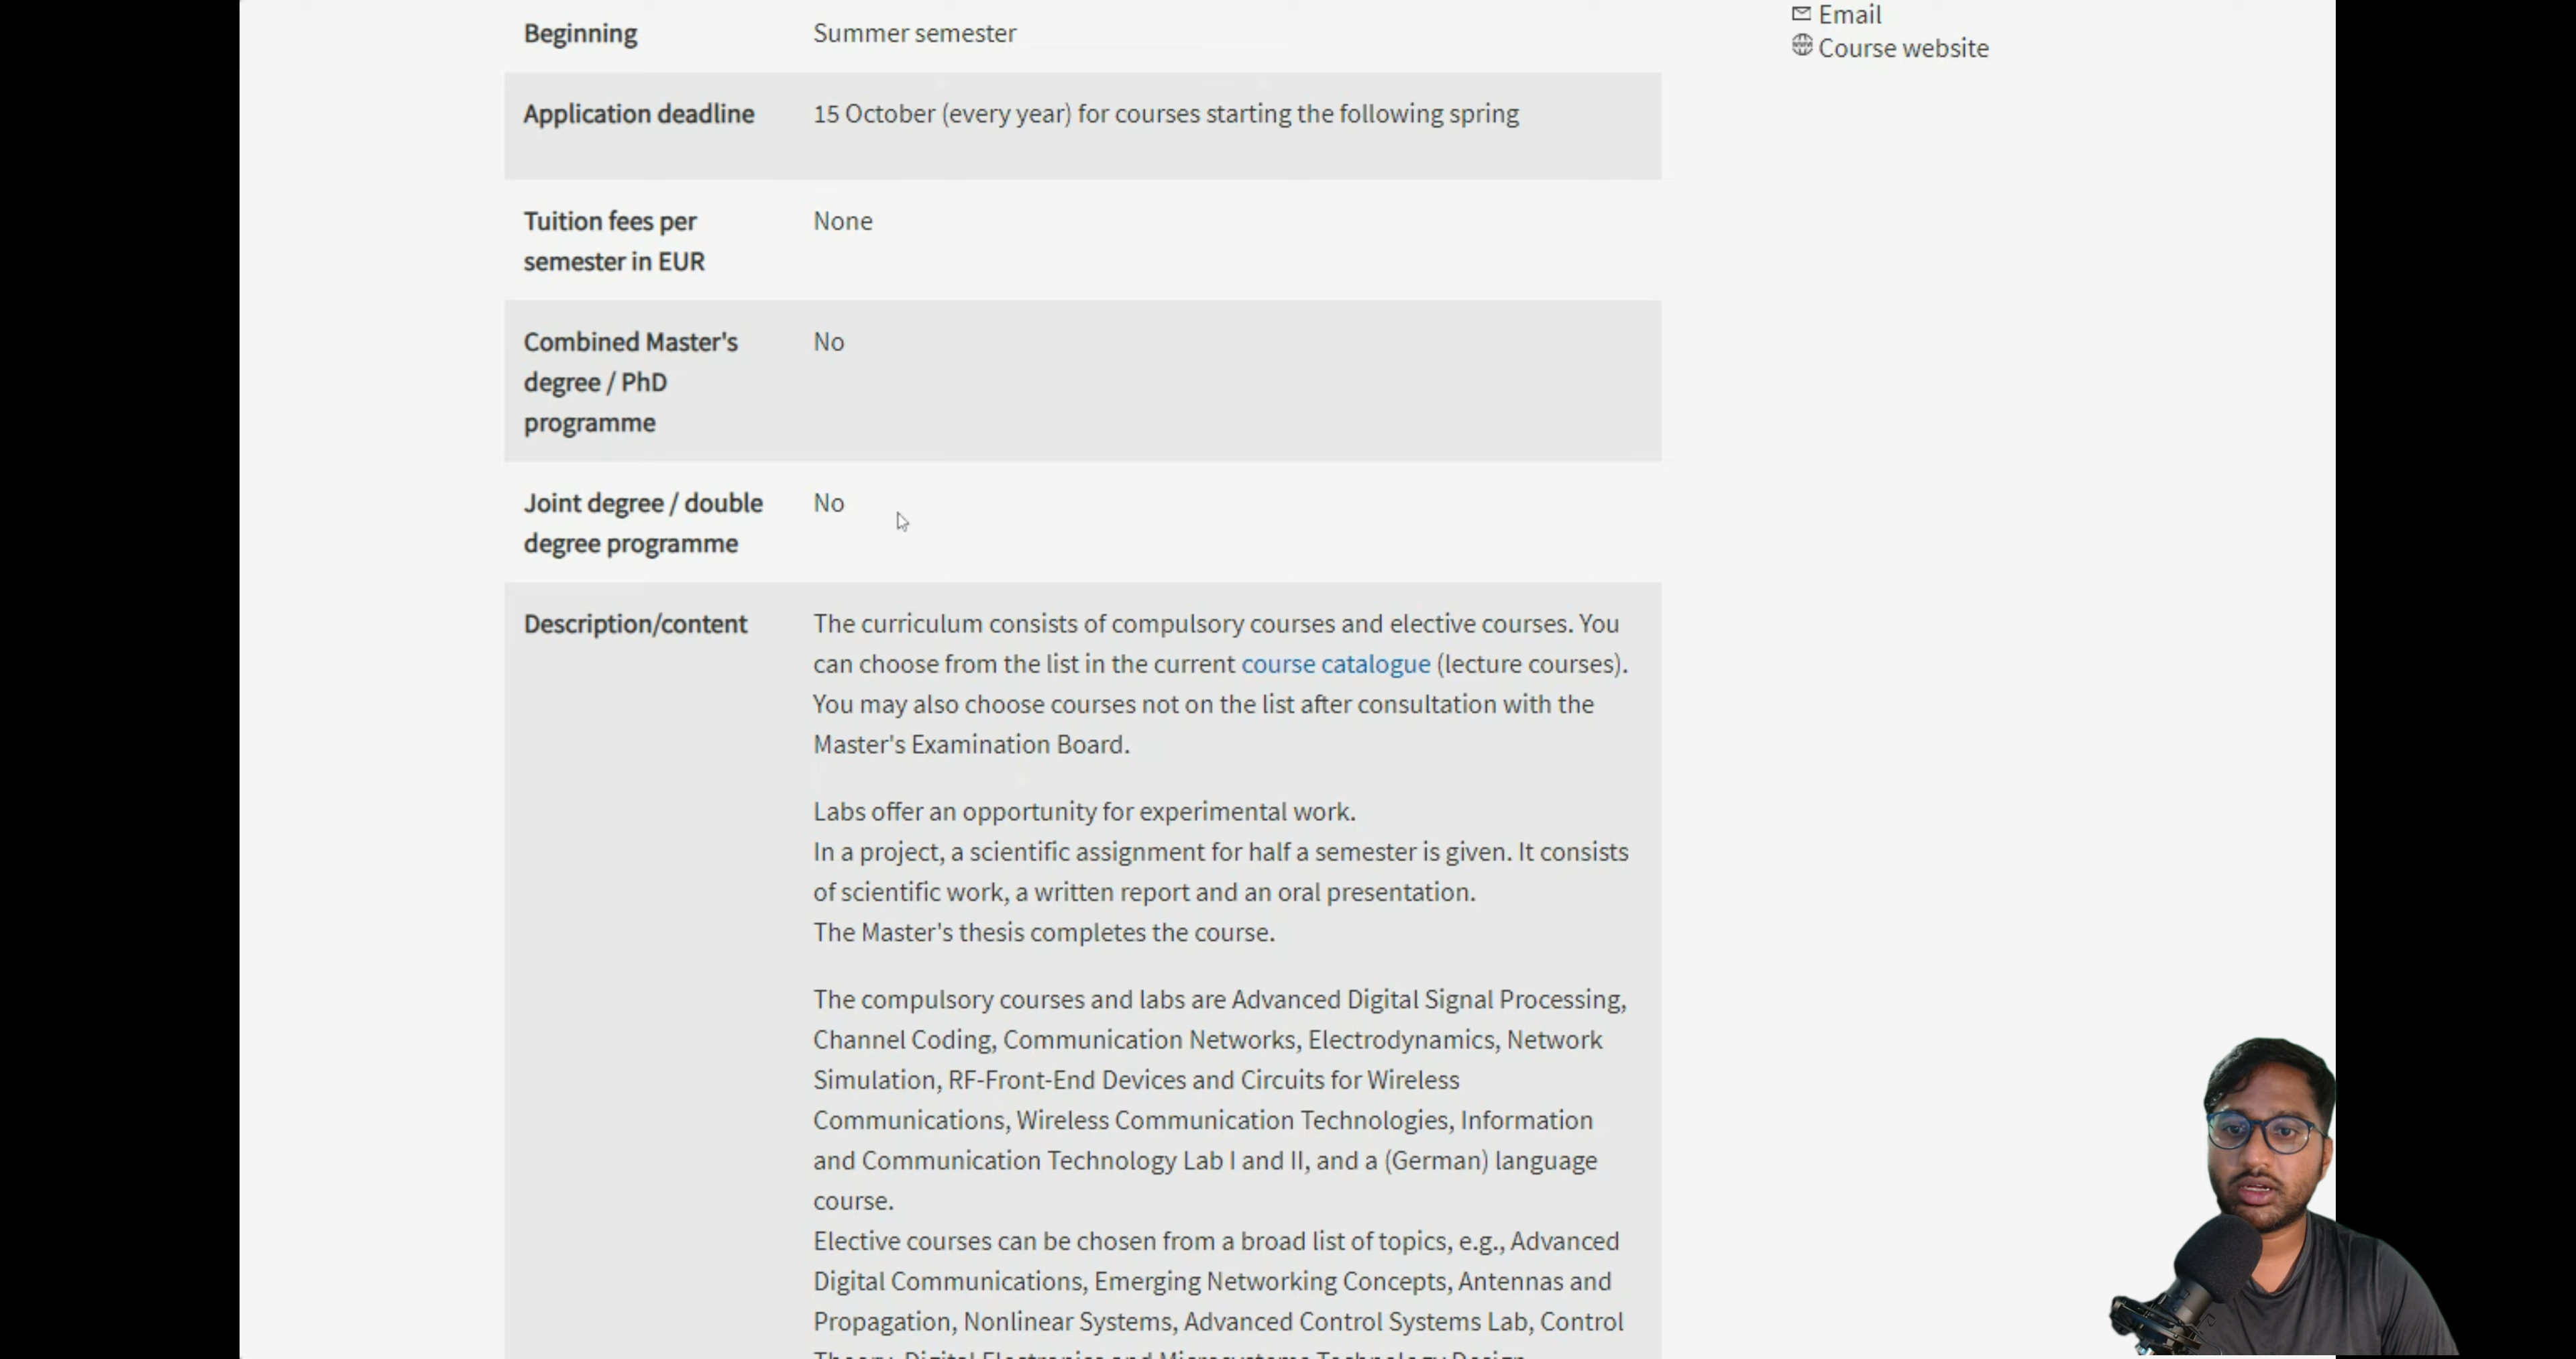 Beginning
Summer semester
Email
Course website
Application deadline
15 October (every year) for courses starting the following spring
Tuition fees per
semester in EUR
None
Combined Master's
degree / PhD
programme
No
Joint degree / double
degree programme
No
Description/content
The curriculum consists of compulsory courses and elective courses. You
can choose from the list in the current course catalogue (lecture courses).
You may also choose courses not on the list after consultation with the
Master's Examination Board.
Labs offer an opportunity for experimental work.
In a project, a scientific assignment for half a semester is given. It consists
of scientific work, a written report and an oral presentation.
The Master's thesis completes the course.
The compulsory courses and labs are Advanced Digital Signal Processing,
Channel Coding, Communication Networks, Electrodynamics, Network
Simulation, RF-Front-End Devices and Circuits for Wireless
Communications, Wireless Communication Technologies, Information
and Communication Technology Lab I and II, and a (German) language
course.
Elective courses can be chosen from a broad list of topics, e.g., Advanced
Digital Communications, Emerging Networking Concepts, Antennas and
Propagation, Nonlinear Systems, Advanced Control Systems Lab, Control
Theory, Digital Electronics and Microsystems Technology Design